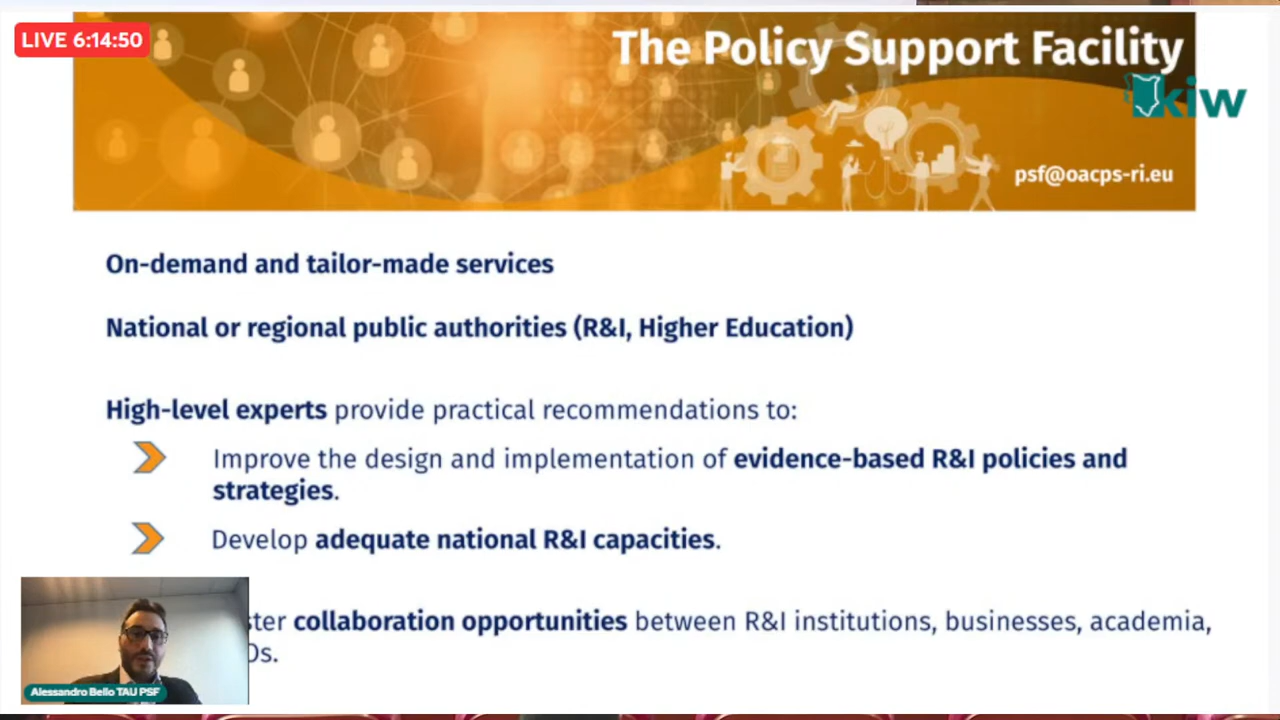 LIVE 6:14:50
The Policy Support Facility
kiw
psf@oacps-ri.eu
On-demand and tailor-made services
National or regional public authorities (R&I, Higher Education)
High-level experts provide practical recommendations to:
Improve the design and implementation of evidence-based R&I policies and
strategies.
Develop adequate national R&I capacities.
collaboration opportunities between R&I institutions, businesses, academia,
Alessandro Bello TAU PSF